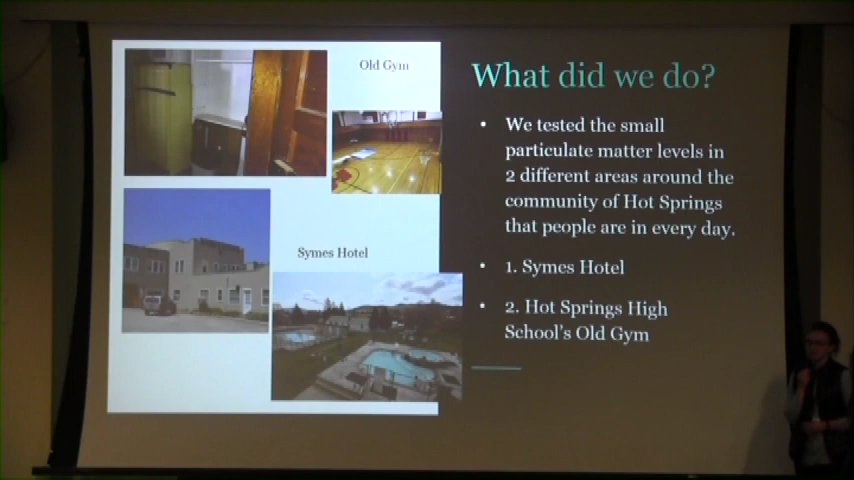 Old Gym
Symes Hotel
What did we do?
• We tested the small
particulate matter levels in
2 different areas around the
community of Hot Springs
that people are in every day.
• 1. Symes Hotel
• 2. Hot Springs High
School's Old Gym